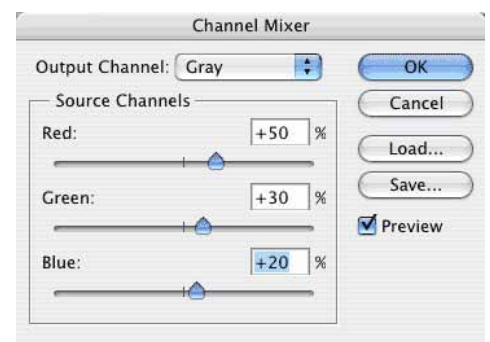 Channel Mixer
Output Channel: Gray
OK
Source Channels
Cancel
Red: +50 %
Load...
Green: +30 %
Save...
Preview
Blue: +20 %